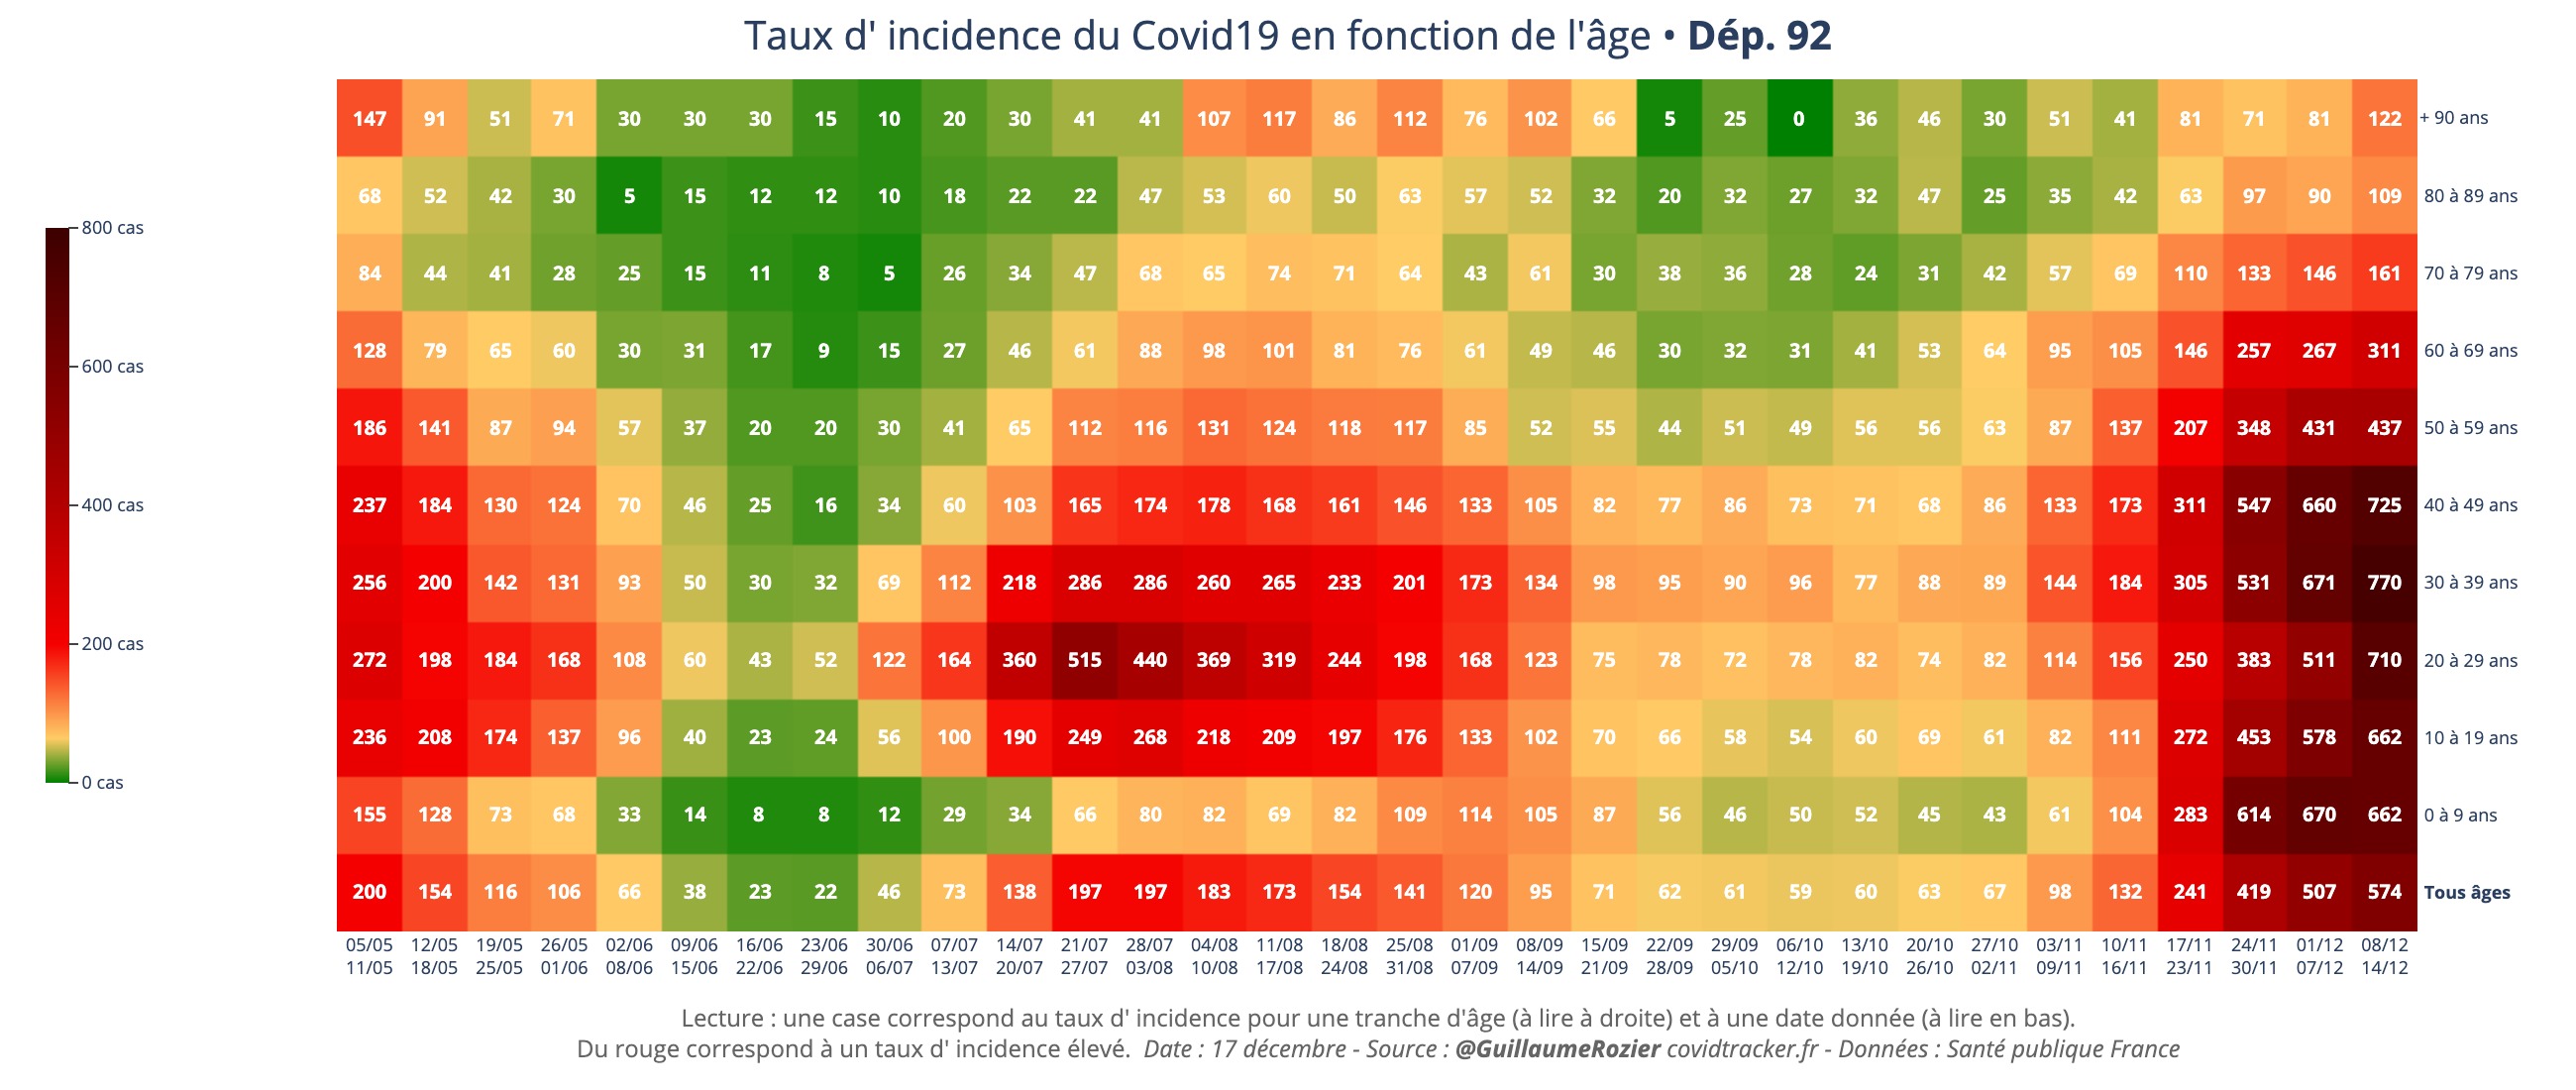 Taux d' incidence du Covid19 en fonction de l'âge • Dép. 92
147 91 51 71 30 30 30 15 10 20 30 41 41 107 117 86 112 76 102 66 5 25 0 36 46 30 51 41 81 71 81 122 + 90 ans
68 52 42 30 5 15 12 12 10 18 22 22 47 53 60 50 63 57 52 32 20 32 27 32 47 25 35 42 63 97 90 109 80 à 89 ans
800 cas
84 44 41 28 25 15 11 8 5 26 34 47 68 65 74 71 64 43 61 30 38 36 28 24 31 42 57 69 110 133 146 161 70 à 79 ans
128 79 65 60 30 31 17 9 15 27 46 61 88 98 101 81 76 61 49 46 30 32 31 41 53 64 95 105 146 257 267 311 60 à 69 ans
600 cas
186 141 87 94 57 37 20 20 30 41 65 112 116 131 124 118 117 85 52 55 44 51 49 56 56 63 87 137 207 348 431 437 50 à 59 ans
400 cas
237 184 130 124 70 46 25 16 34 60 103 165 174 178 168 161 146 133 105 82 77 86 73 71 68 86 133 173 311 547 660 725 40 à 49 ans
256 200 142 131 93 50 30 32 69 112 218 286 286 260 265 233 201 173 134 98 95 90 96 77 88 89 144 184 305 531 671 770 30 à 39 ans
200 cas
272 198 184 168 108 60 43 52 122 164 360 515 440 369 319 244 198 168 123 75 78 72 78 82 74 82 114 156 250 383 511 710 20 à 29 ans
236 208 174 137 96 40 23 24 56 100 190 249 268 218 209 197 176 133 102 70 66 58 54 60 69 61 82 111 272 453 578 662 10 à 19 ans
0 cas
155 128 73 68 33 14 8 8 12 29 34 66 80 82 69 82 109 114 105 87 56 46 50 52 45 43 61 104 283 614 670 662 0 à 9 ans
200 154 116 106 66 38 23 22 46 73 138 197 197 183 173 154 141 120 95 71 62 61 59 60 63 67 98 132 241 419 507 574 Tous âges
05/05 12/05 19/05 26/05 02/06 09/06 16/06 23/06 30/06 07/07 14/07 21/07 28/07 04/08 11/08 18/08 25/08 01/09 08/09 15/09 22/09 29/09 06/10 13/10 20/10 27/10 03/11 10/11 17/11 24/11 01/12 08/12
11/05 18/05 25/05 01/06 08/06 15/06 22/06 29/06 06/07 13/07 20/07 27/07 03/08 10/08 17/08 24/08 31/08 07/09 14/09 21/09 28/09 05/10 12/10 19/10 26/10 02/11 09/11 16/11 23/11 30/11 07/12 14/12
Lecture : une case correspond au taux d' incidence pour une tranche d'âge (à lire à droite) et à une date donnée (à lire en bas).
Du rouge correspond à un taux d' incidence élevé. Date : 17 décembre - Source : @GuillaumeRozier covidtracker.fr - Données : Santé publique France